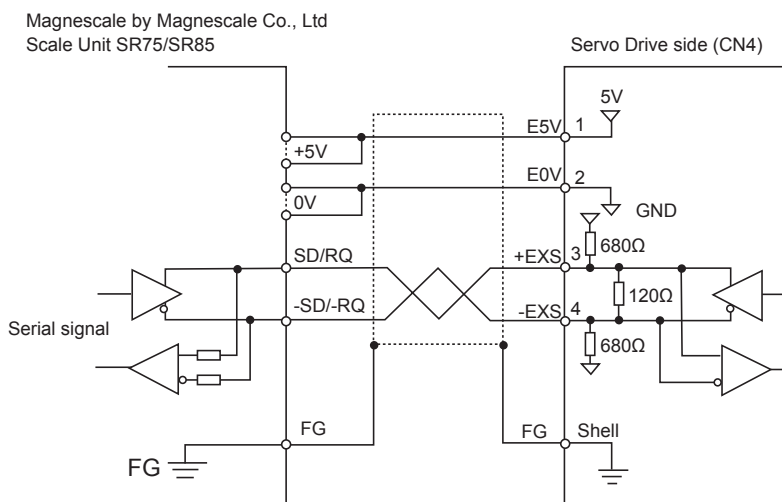 Magnescale by Magnescale Co., Ltd
Scale Unit SR75/SR85
Servo Drive side (CN4)
5V
E5V 1
+5V
E0V 2
0V
GND
680Ω
SD/RQ
+EXS 3
120Ω
-SD/-RQ
-EXS 4
Serial signal
680Ω
FG
FG Shell
FG